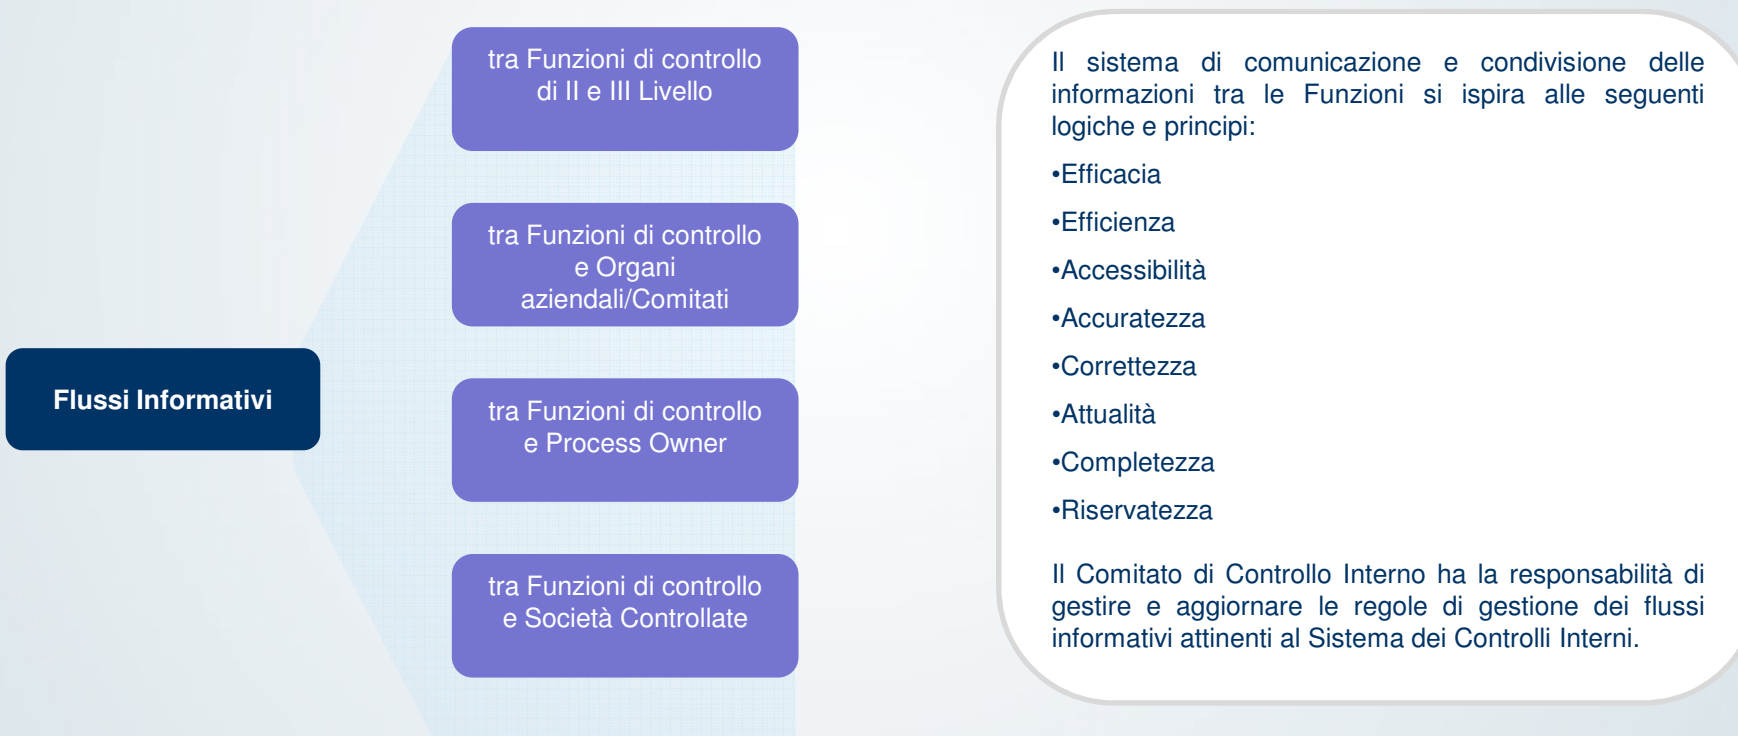 Flussi Informativi
tra Funzioni di controllo
di II e III Livello
tra Funzioni di controllo
e Organi
aziendali/Comitati
tra Funzioni di controllo
e Process Owner
tra Funzioni di controllo
e Società Controllate
Il sistema di comunicazione e condivisione delle
informazioni tra le Funzioni si ispira alle seguenti
logiche e principi:
•Efficacia
•Efficienza
•Accessibilità
•Accuratezza
•Correttezza
•Attualità
•Completezza
•Riservatezza
Il Comitato di Controllo Interno ha la responsabilità di
gestire e aggiornare le regole di gestione dei flussi
informativi attinenti al Sistema dei Controlli Interni.